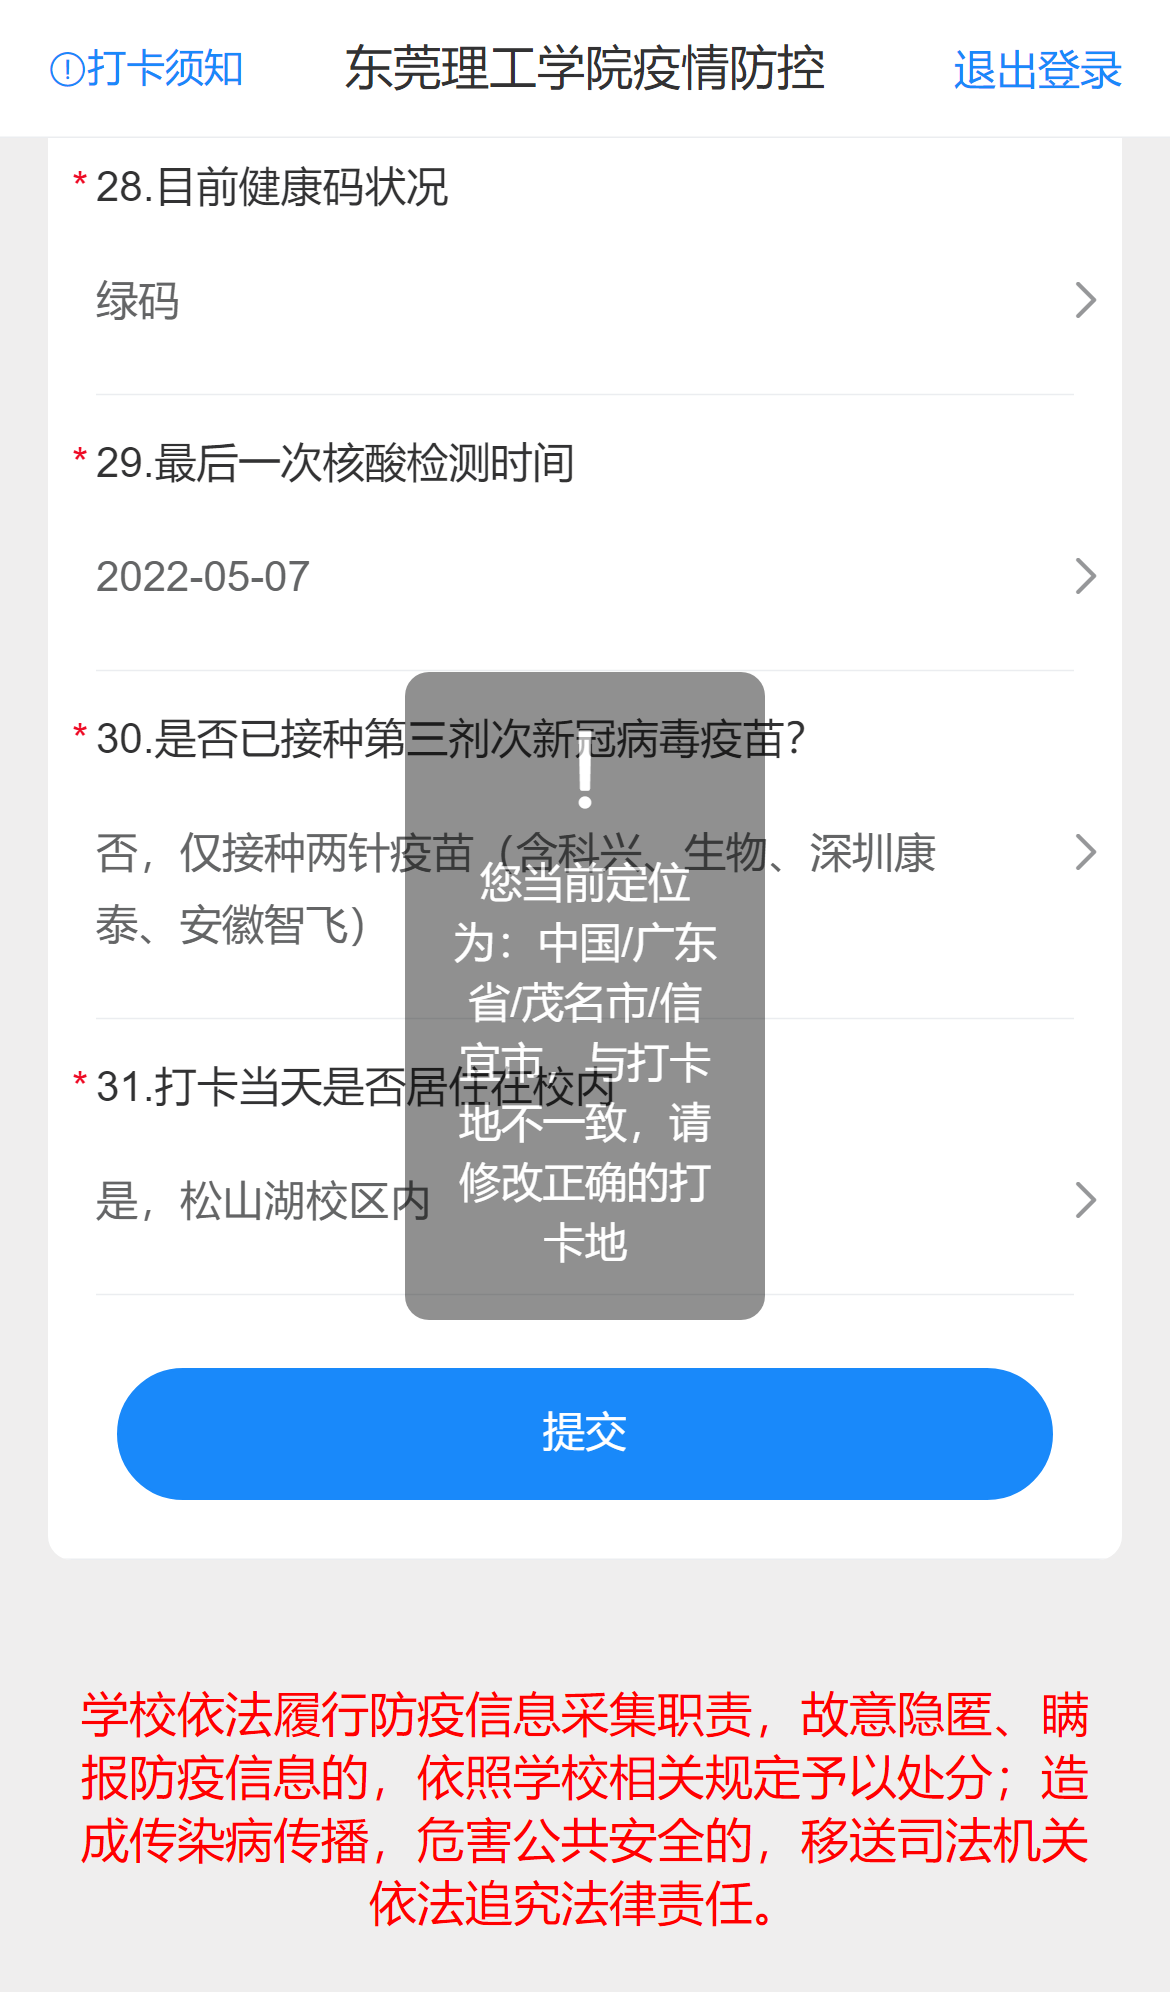 打卡须知
东莞理工学院疫情防控
退出登录
* 28.目前健康码状况
绿码
* 29.最后一次核酸检测时间
2022-05-07
* 30.是否已接种第三剂次新冠病毒疫苗？
否，仅接种两针疫苗（含科兴、生物、深圳康
泰、安徽智飞）
* 31.打卡当天是否居住在校内
是，松山湖校区内
!
您当前定位
为：中国/广东
省/茂名市/信
宜市，与打卡
地不一致，请
修改正确的打
卡地
提交
学校依法履行防疫信息采集职责，故意隐匿、瞒
报防疫信息的，依照学校相关规定予以处分；造
成传染病传播，危害公共安全的，移送司法机关
依法追究法律责任。